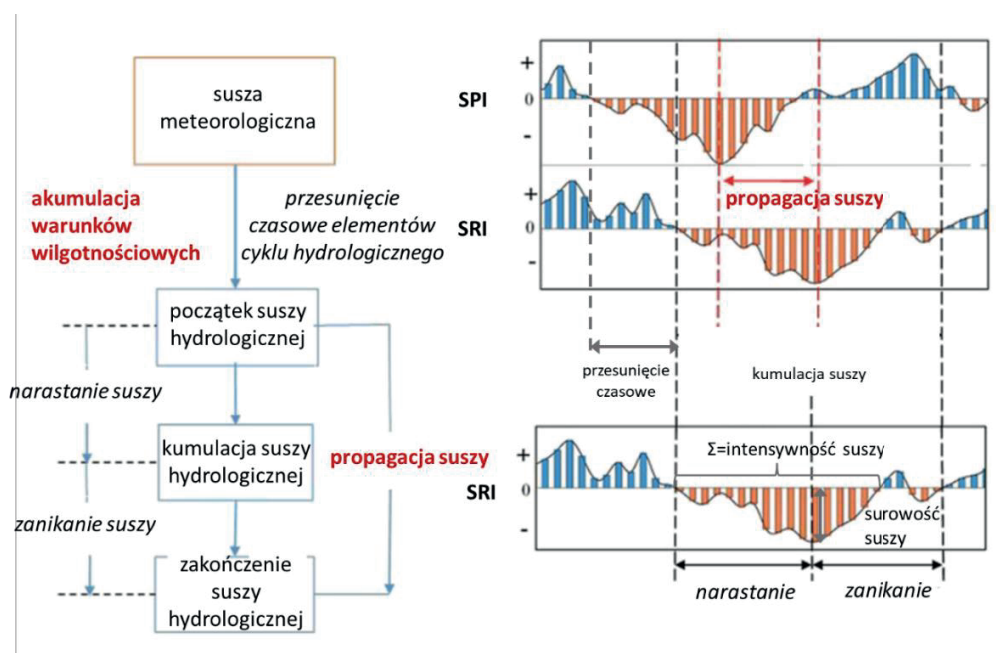 susza
meteorologiczna
akumulacja
warunków
wilgotnościowych
przesunięcie
czasowe elementów
cyklu hydrologicznego
początek suszy
hydrologicznej
narastanie suszy
kumulacja suszy
hydrologicznej
propagacja suszy
zanikanie suszy
zakończenie
suszy
hydrologicznej
SPI
+
0
-
propagacja suszy
SRI
+
0
-
przesunięcie
czasowe
kumulacja suszy
SRI
+
0
-
Σ=intensywność suszy
surowość
suszy
narastanie
zanikanie